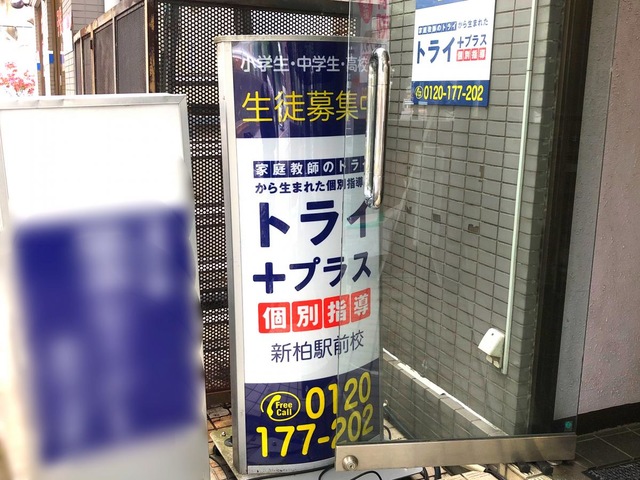 小学生・中学生・高校
生徒募集中
家庭教師のトライ
から生まれた個別指導
トライ
+プラス
個別指導
新柏駅前校
Free
Call
0120
177-202
家庭教師のトライから生まれた
トライ+プラス
個別指導
0120-177-202